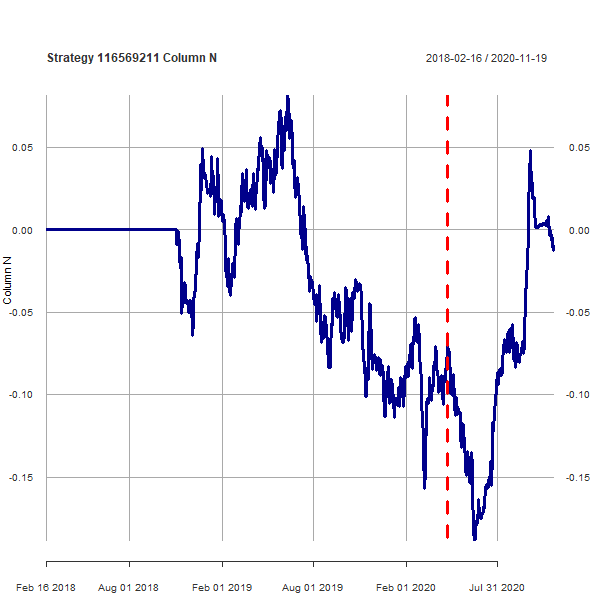 Strategy 116569211 Column N
2018-02-16 / 2020-11-19
Column N
0.05
0.00
-0.05
-0.10
-0.15
0.05
0.00
-0.05
-0.10
-0.15
Feb 16 2018
Aug 01 2018
Feb 01 2019
Aug 01 2019
Feb 01 2020
Jul 31 2020